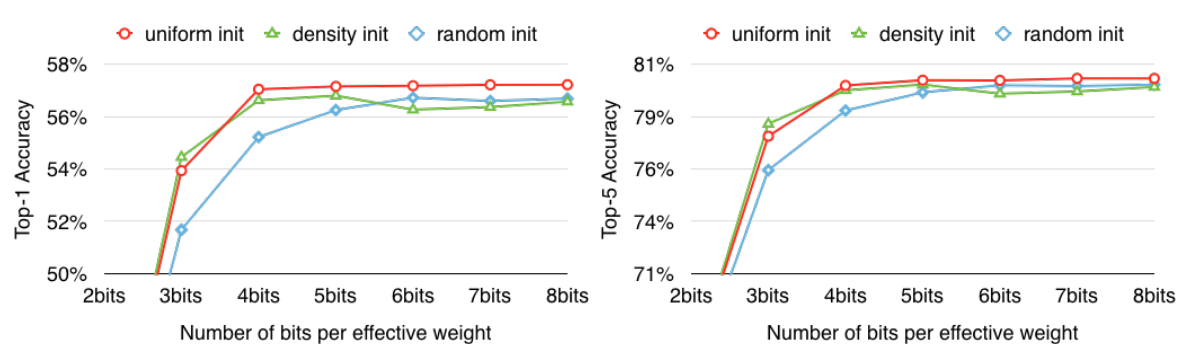 uniform init density init random init
58%
56%
54%
52%
50%
Top-1 Accuracy
2bits 3bits 4bits 5bits 6bits 7bits 8bits
Number of bits per effective weight
uniform init density init random init
81%
79%
76%
74%
71%
Top-5 Accuracy
2bits 3bits 4bits 5bits 6bits 7bits 8bits
Number of bits per effective weight